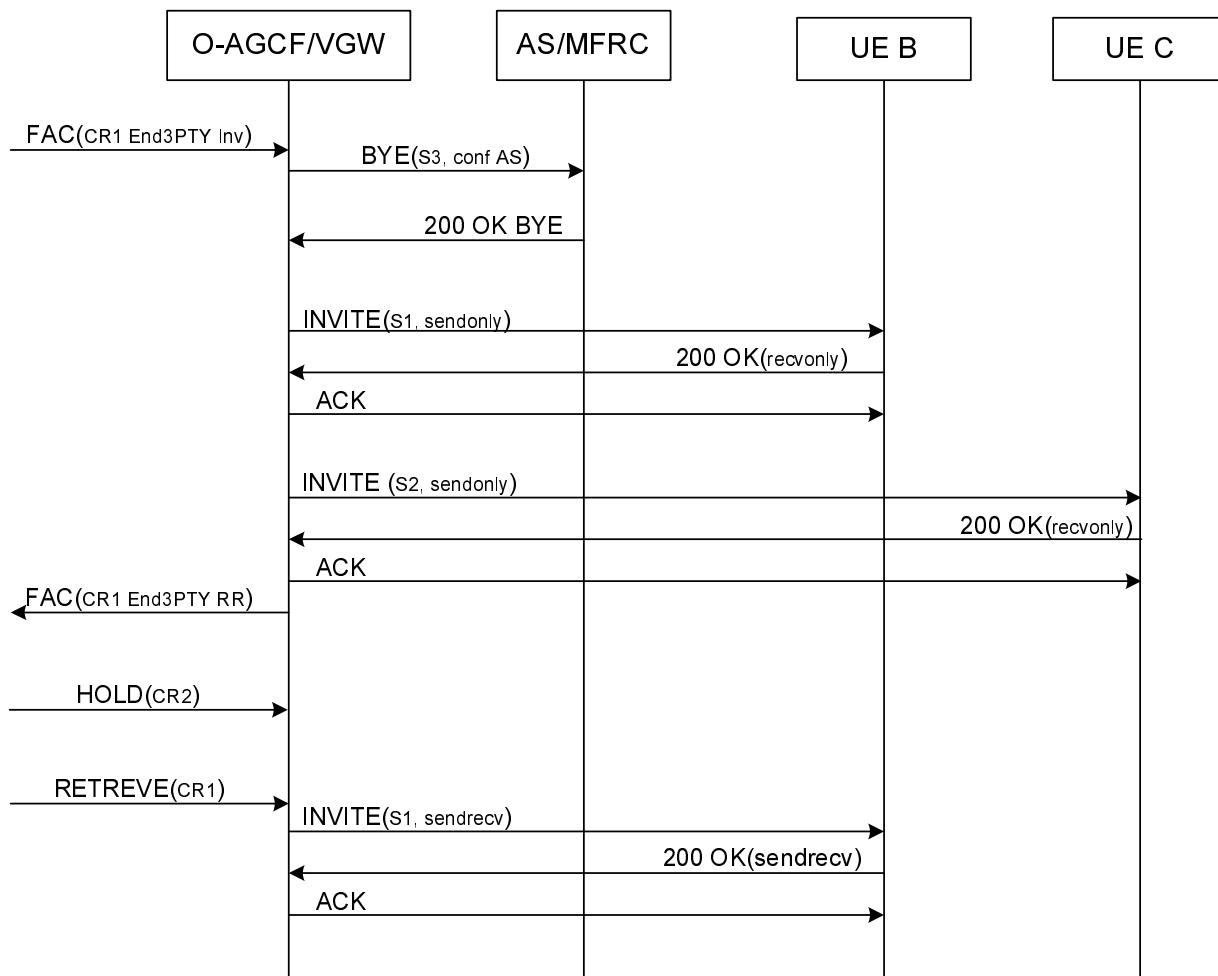 O-AGCF/VGW
AS/MFRC
UE B
UE C
FAC(CR1 End3PTY Inv)
BYE(S3, conf AS)
200 OK BYE
INVITE(S1, sendonly)
200 OK(recvonly)
ACK
INVITE (S2, sendonly)
200 OK(recvonly)
ACK
FAC(CR1 End3PTY RR)
HOLD(CR2)
RETREVE(CR1)
INVITE(S1, sendrecv)
200 OK(sendrecv)
ACK